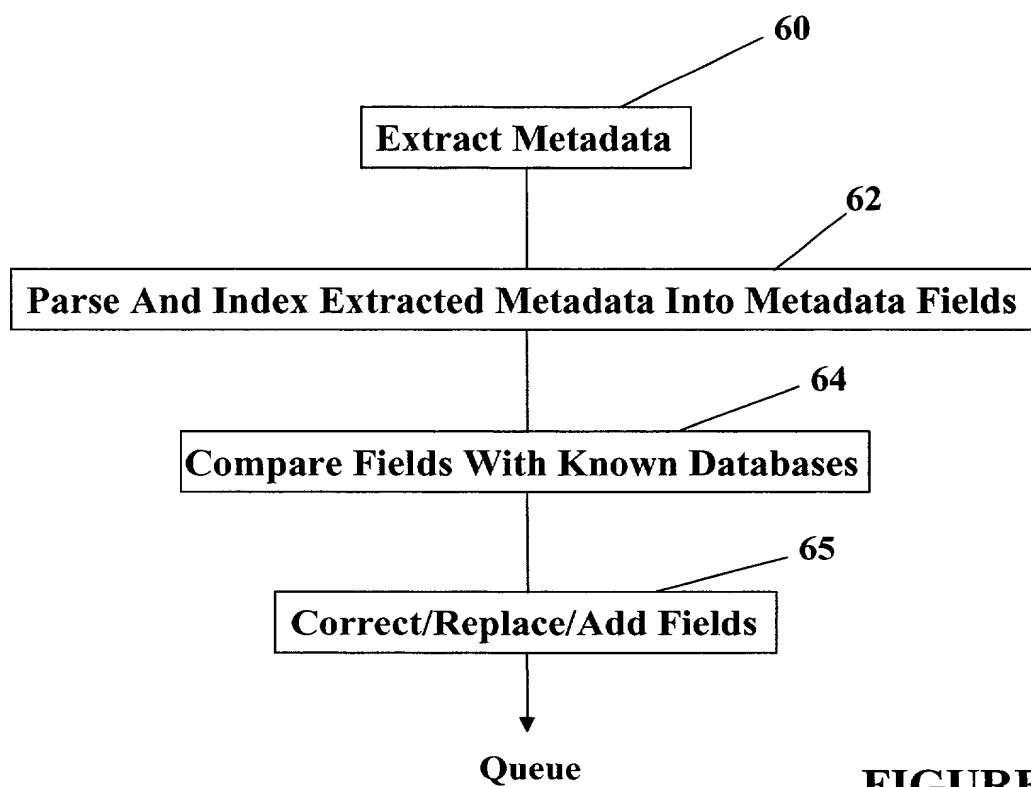 60
Extract Metadata
62
Parse And Index Extracted Metadata Into Metadata Fields
64
Compare Fields With Known Databases
65
Correct/Replace/Add Fields
Queue
FIGURE